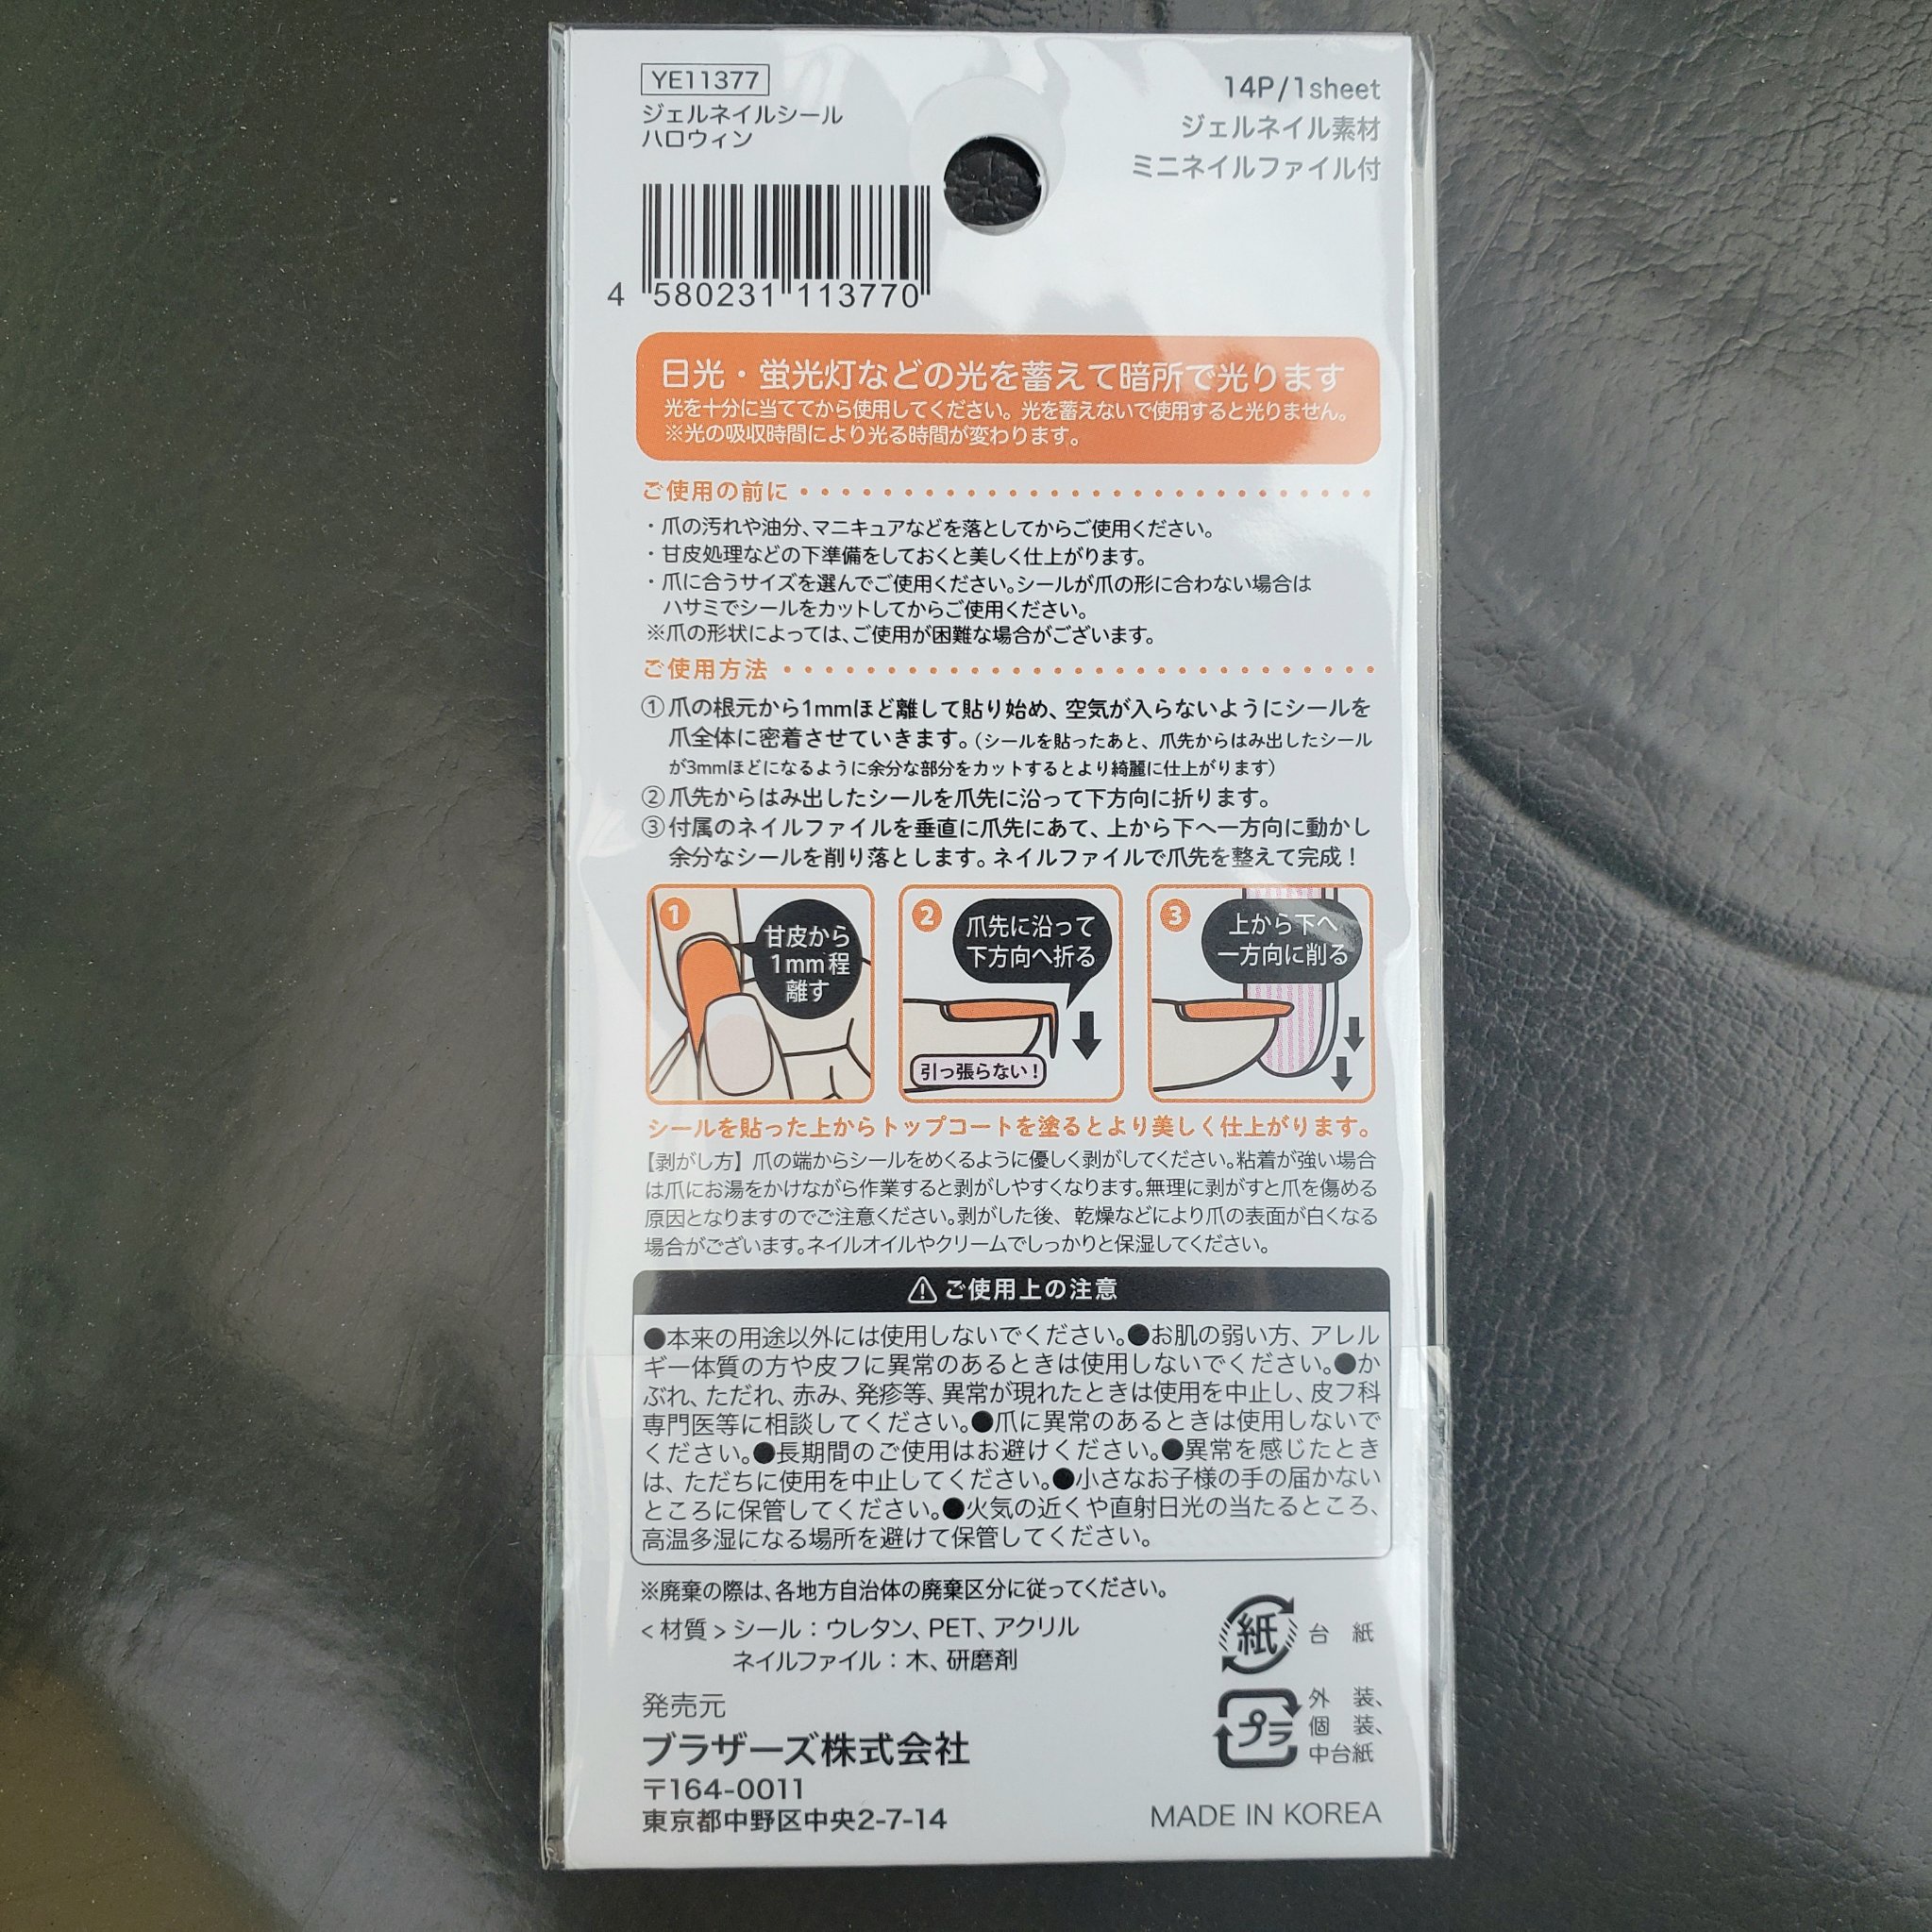 YE11377
ジェルネイルシール
ハロウィン
14P/1sheet
ジェルネイル素材
ミニネイルファイル付
4 580231 113770
日光・蛍光灯などの光を蓄えて暗所で光ります
光を十分に当ててから使用してください。光を蓄えないで使用すると光りません。
※光の吸収時間により光る時間が変わります。
ご使用の前に
・爪の汚れや油分、マニキュアなどを落としてからご使用ください。
・甘皮処理などの下準備をしておくと美しく仕上がります。
・爪に合うサイズを選んでご使用ください。シールが爪の形に合わない場合は
ハサミでシールをカットしてからご使用ください。
※爪の形状によっては、ご使用が困難な場合がございます。
ご使用方法
①爪の根元から1mmほど離して貼り始め、空気が入らないようにシールを
爪全体に密着させていきます。(シールを貼ったあと、爪先からはみ出したシール
が3mmほどになるように余分な部分をカットするとより綺麗に仕上がります)
②爪先からはみ出したシールを爪先に沿って下方向に折ります。
③付属のネイルファイルを垂直に爪先にあて、上から下へ一方向に動かし
余分なシールを削り落とします。ネイルファイルで爪先を整えて完成!
1
甘皮から
1mm程
離す
2
爪先に沿って
下方向へ折る
引っ張らない!
3
上から下へ
一方向に削る
シールを貼った上からトップコートを塗るとより美しく仕上がります。
【剥がし方】爪の端からシールをめくるように優しく剥がしてください。粘着が強い場合
は爪にお湯をかけながら作業すると剥がしやすくなります。無理に剥がすと爪を傷める
原因となりますのでご注意ください。剥がした後、乾燥などにより爪の表面が白くなる
場合がございます。ネイルオイルやクリームでしっかりと保湿してください。
⚠ご使用上の注意
●本来の用途以外には使用しないでください。●お肌の弱い方、アレル
ギー体質の方や皮フに異常のあるときは使用しないでください。●か
ぶれ、ただれ、赤み、発疹等、異常が現れたときは使用を中止し、皮フ科
専門医等に相談してください。●爪に異常のあるときは使用しないで
ください。●長期間のご使用はお避けください。●異常を感じたとき
は、ただちに使用を中止してください。●小さなお子様の手の届かない
ところに保管してください。●火気の近くや直射日光の当たるところ、
高温多湿になる場所を避けて保管してください。
※廃棄の際は、各地方自治体の廃棄区分に従ってください。
<材質>シール:ウレタン、PET、アクリル
ネイルファイル:木、研磨剤
紙
台 紙
プラ
外 装、
個 装、
中台紙
発売元
ブラザーズ株式会社
〒164-0011
東京都中野区中央2-7-14
MADE IN KOREA